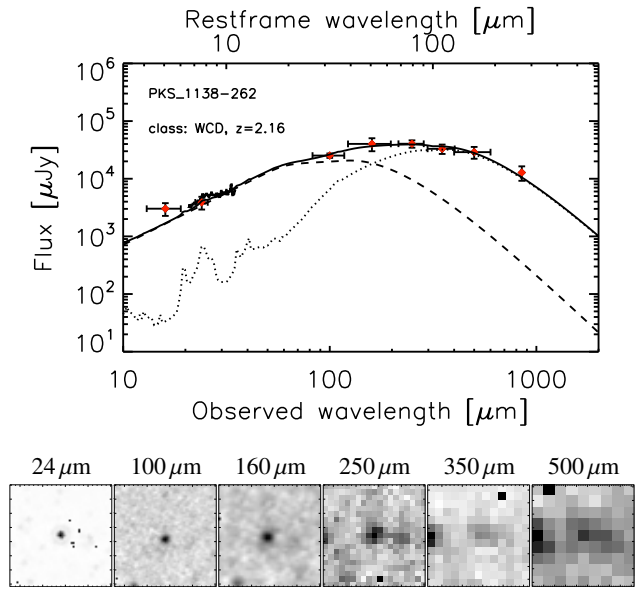 Restframe wavelength [μm]
10 100
10⁶
10⁵
10⁴
10³
10²
10¹
Flux [μJy]
PKS_1138-262
class: WCD, z=2.16
10 100 1000
Observed wavelength [μm]
24 μm 100 μm 160 μm 250 μm 350 μm 500 μm